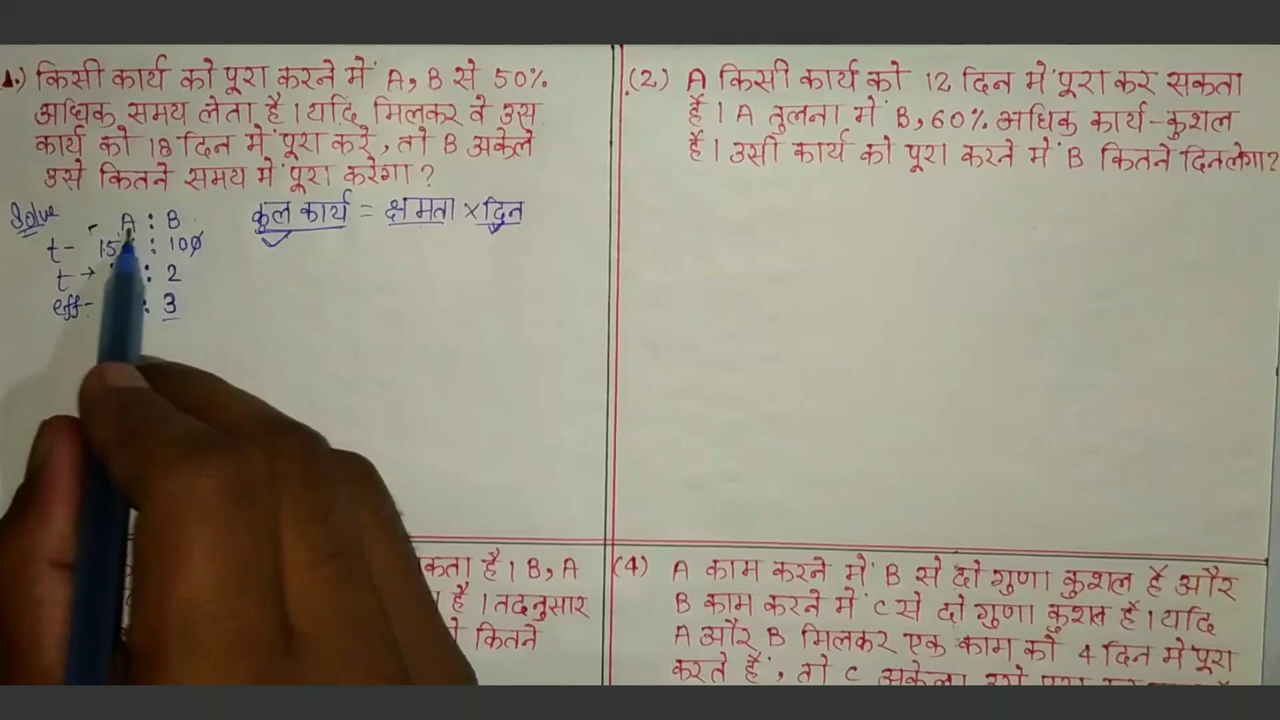 1.) किसी कार्य को पूरा करने में A, B से 50%
अधिक समय लेता है । यदि मिलकर वे उस
कार्य को 18 दिन में पूरा करे, तो B अकेले
उसे कितने समय में पूरा करेगा ?
Solve
A : B
t - 15 : 100
t → : 2
eff - : 3
कुल कार्य = क्षमता × दिन
(2) A किसी कार्य को 12 दिन में पूरा कर सकता
है । A तुलना में B, 60% अधिक कार्य-कुशल
है । उसी कार्य को पूरा करने में B कितने दिन लेगा ?
कता है । B, A
है । तदनुसार
कितने
(4) A काम करने में B से दो गुणा कुशल है और
B काम करने में C से दो गुणा कुशल है । यदि
A और B मिलकर एक काम को 4 दिन में पूरा
करते हैं, तो C अकेला उसे